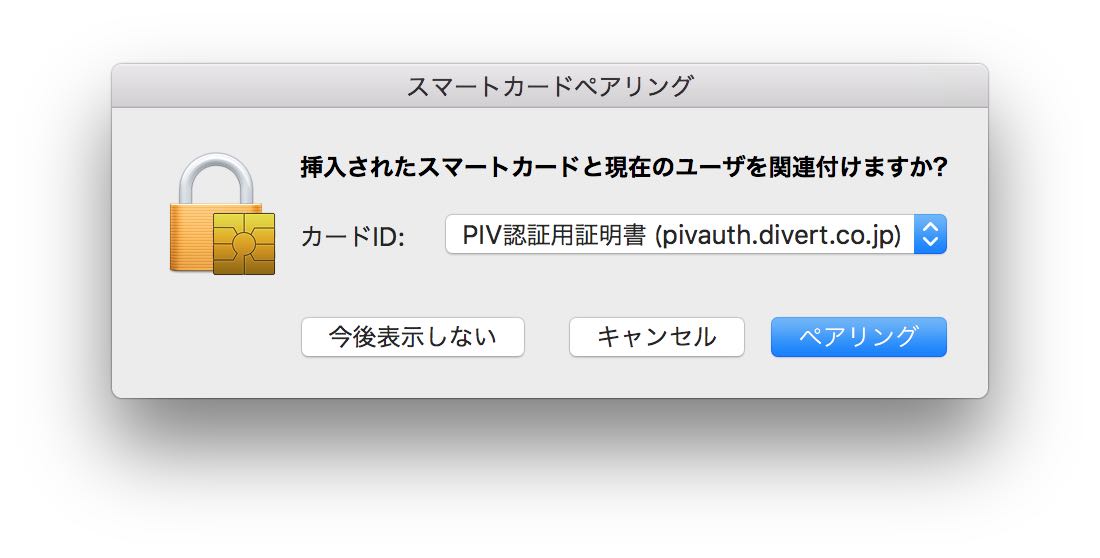 スマートカードペアリング
挿入されたスマートカードと現在のユーザを関連付けますか?
カードID: PIV認証用証明書 (pivauth.divert.co.jp)
今後表示しない キャンセル ペアリング